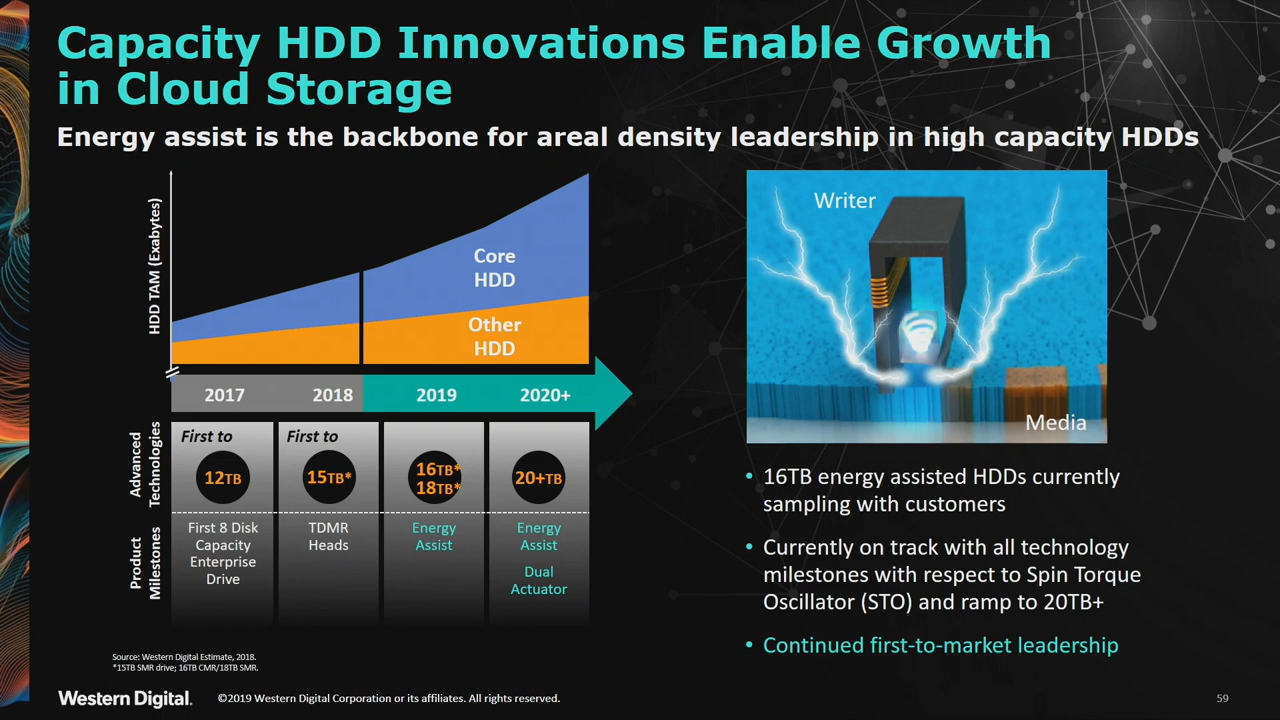 Capacity HDD Innovations Enable Growth
in Cloud Storage
Energy assist is the backbone for areal density leadership in high capacity HDDs
HDD TAM (Exabytes)
Core
HDD
Other
HDD
2017
2018
2019
2020+
Advanced
Technologies
First to
12TB
First to
15TB*
16TB*
18TB*
20+TB
Product
Milestones
First 8 Disk
Capacity
Enterprise
Drive
TDMR
Heads
Energy
Assist
Energy
Assist
Dual
Actuator
Source: Western Digital Estimate, 2018.
*15TB SMR drive; 16TB CMR/18TB SMR.
Writer
Media
• 16TB energy assisted HDDs currently
sampling with customers
• Currently on track with all technology
milestones with respect to Spin Torque
Oscillator (STO) and ramp to 20TB+
• Continued first-to-market leadership
Western Digital.
©2019 Western Digital Corporation or its affiliates. All rights reserved.
59